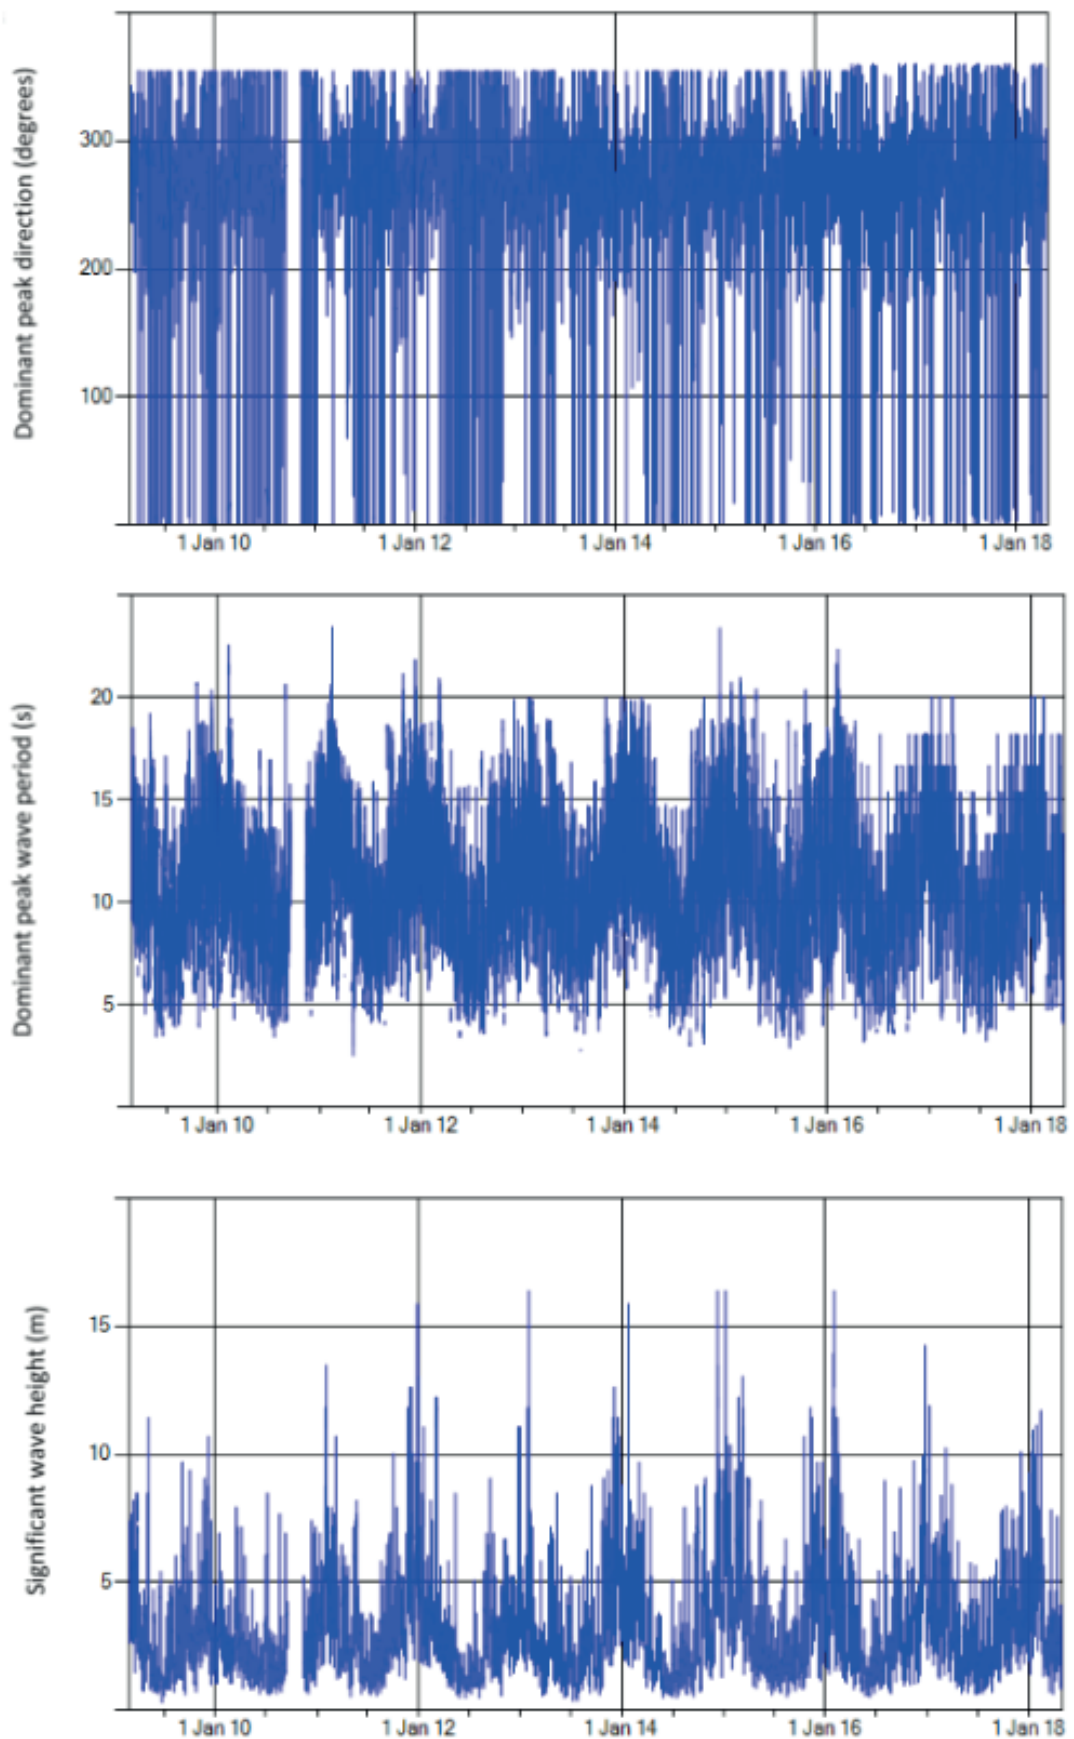 Dominant peak direction (degrees)
300
200
100
1 Jan 10 1 Jan 12 1 Jan 14 1 Jan 16 1 Jan 18
Dominant peak wave period (s)
20
15
10
5
1 Jan 10 1 Jan 12 1 Jan 14 1 Jan 16 1 Jan 18
Significant wave height (m)
15
10
5
1 Jan 10 1 Jan 12 1 Jan 14 1 Jan 16 1 Jan 18